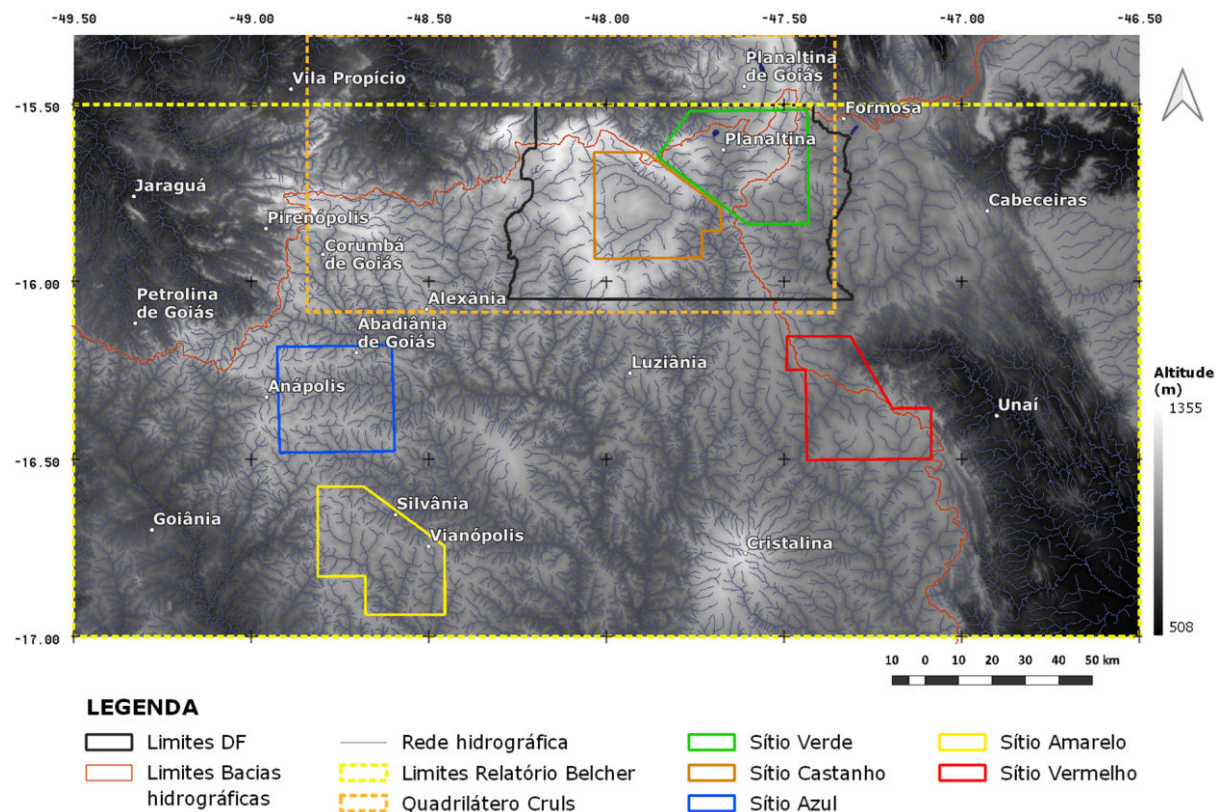 -49.50 -49.00 -48.50 -48.00 -47.50 -47.00 -46.50
Planaltina
de Goiás
Vila Propício
-15.50
Formosa
Planaltina
Jaraguá
Cabeceiras
Pirenópolis
Corumbá
de Goiás
-16.00
Petrolina
de Goiás
Alexânia
Abadiânia
de Goiás
Luziânia
Altitude
(m)
1355
Anápolis
Unaí
-16.50
Silvânia
Goiânia
Vianópolis
Cristalina
508
-17.00
10 0 10 20 30 40 50 km
LEGENDA
Limites DF
Rede hidrográfica
Sítio Verde
Sítio Amarelo
Limites Bacias
hidrográficas
Limites Relatório Belcher
Sítio Castanho
Sítio Vermelho
Quadrilátero Cruls
Sítio Azul